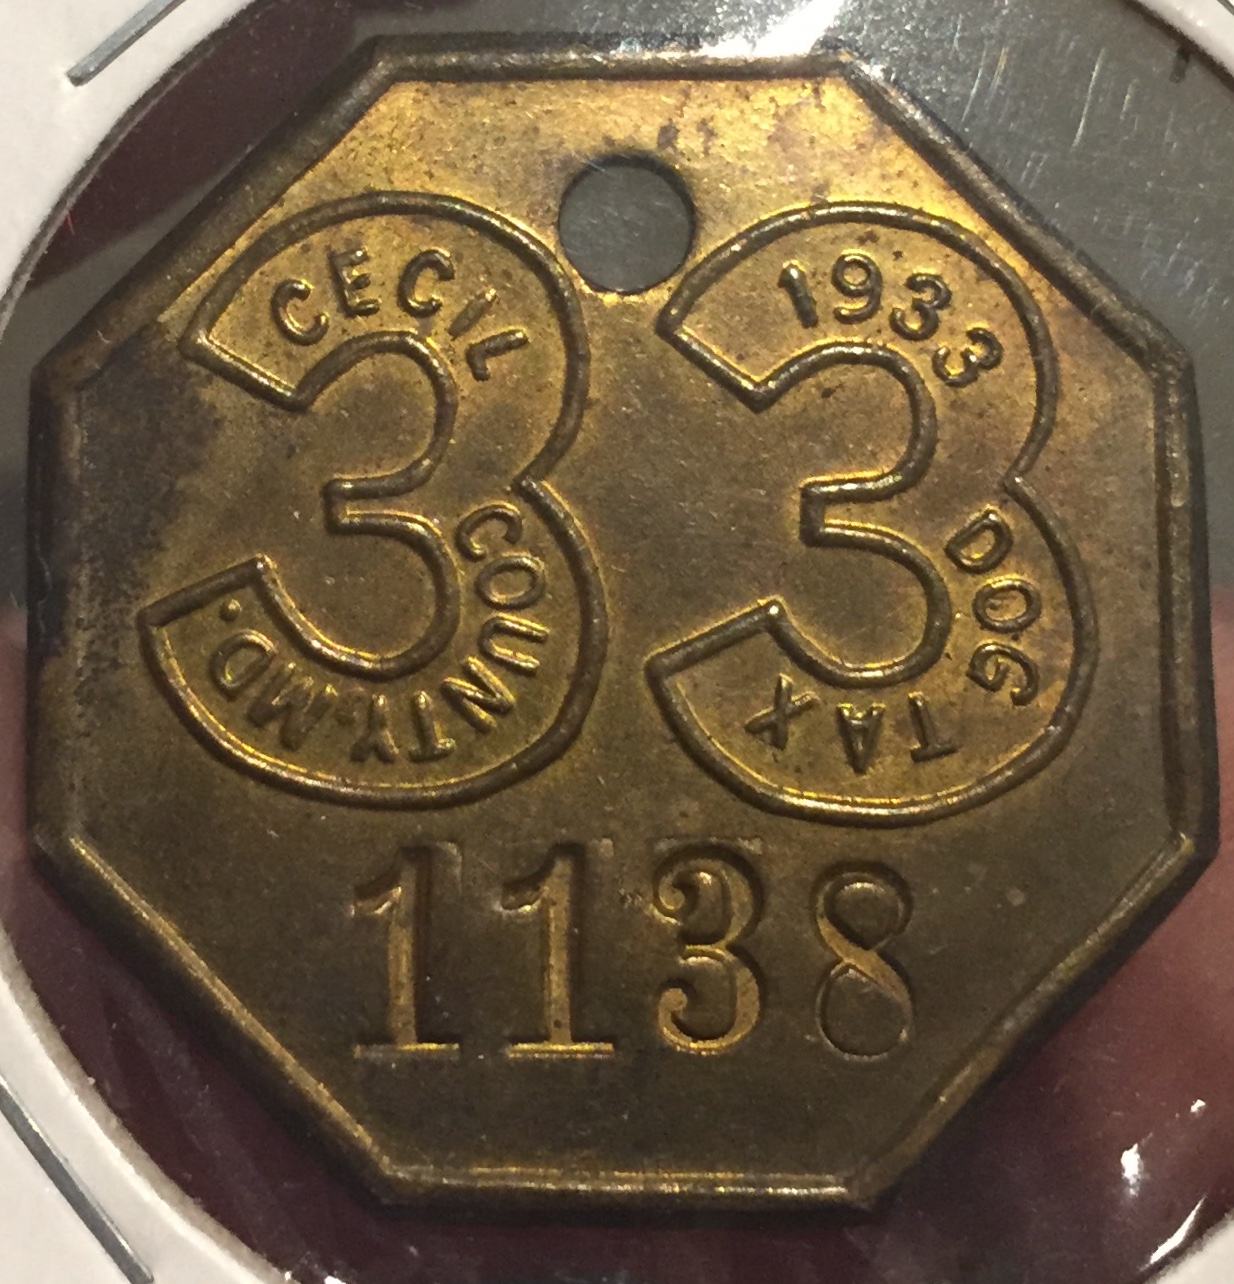 33
CECIL
COUNTY, MD.
1933
DOG TAX
1138